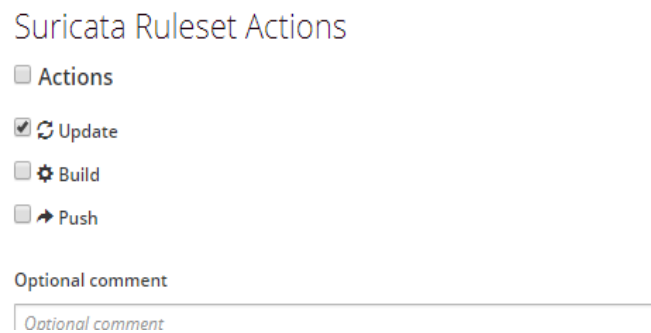 Suricata Ruleset Actions
Actions
Update
Build
Push
Optional comment
Optional comment